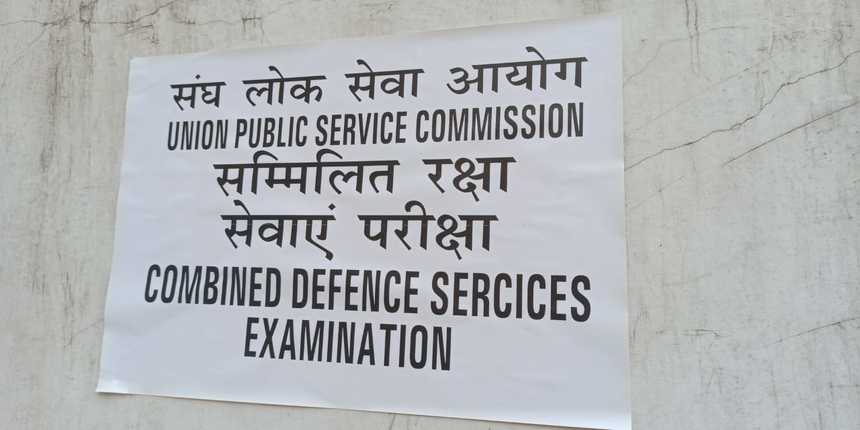 संघ लोक सेवा आयोग
UNION PUBLIC SERVICE COMMISSION
सम्मिलित रक्षा
सेवाएं परीक्षा
COMBINED DEFENCE SERCICES
EXAMINATION